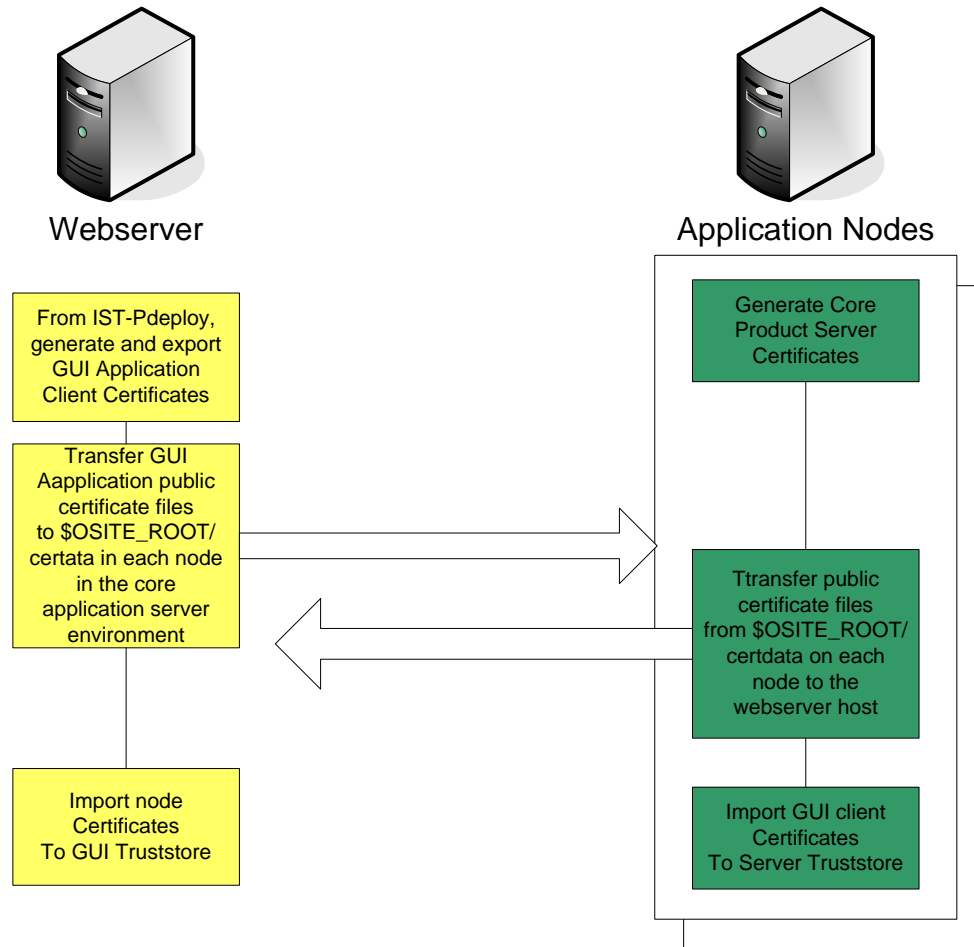 Webserver
Application Nodes
From IST-Pdeploy,
generate and export
GUI Application
Client Certificates
Transfer GUI
Aapplication public
certificate files
to $OSITE_ROOT/
certata in each node
in the core
application server
environment
Import node
Certificates
To GUI Truststore
Generate Core
Product Server
Certificates
Ttransfer public
certificate files
from $OSITE_ROOT/
certdata on each
node to the
webserver host
Import GUI client
Certificates
To Server Truststore